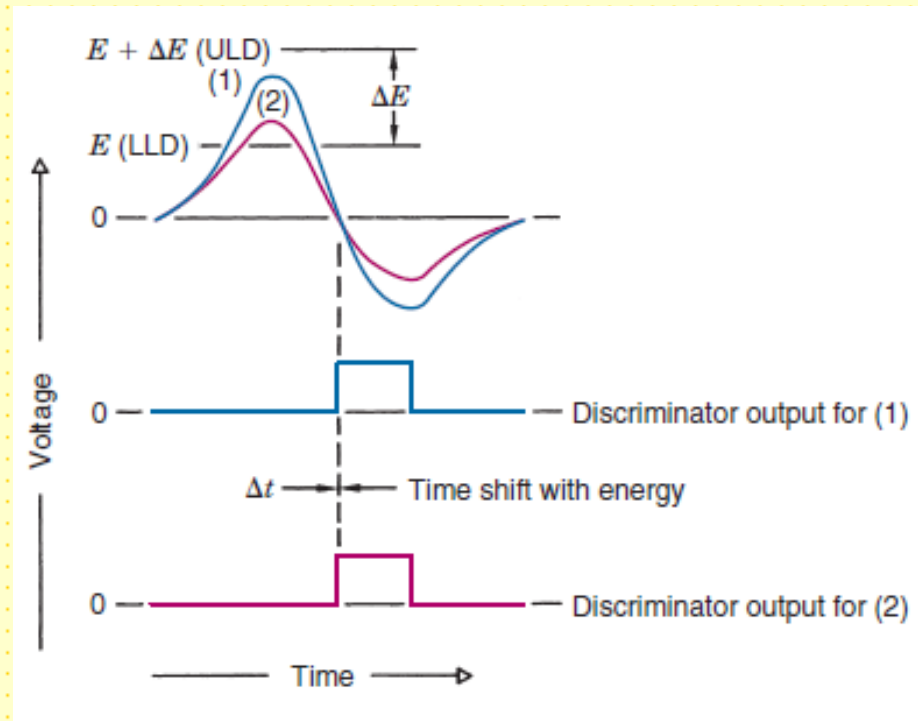 E + ΔE (ULD)
(1)
(2)
ΔE
E (LLD)
0
0
Discriminator output for (1)
Δt
Time shift with energy
0
Discriminator output for (2)
Voltage
Time